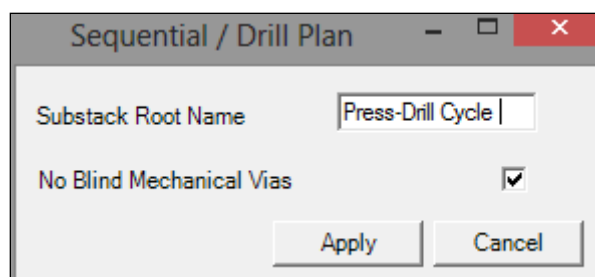 Sequential / Drill Plan
Substack Root Name Press-Drill Cycle
No Blind Mechanical Vias
Apply Cancel